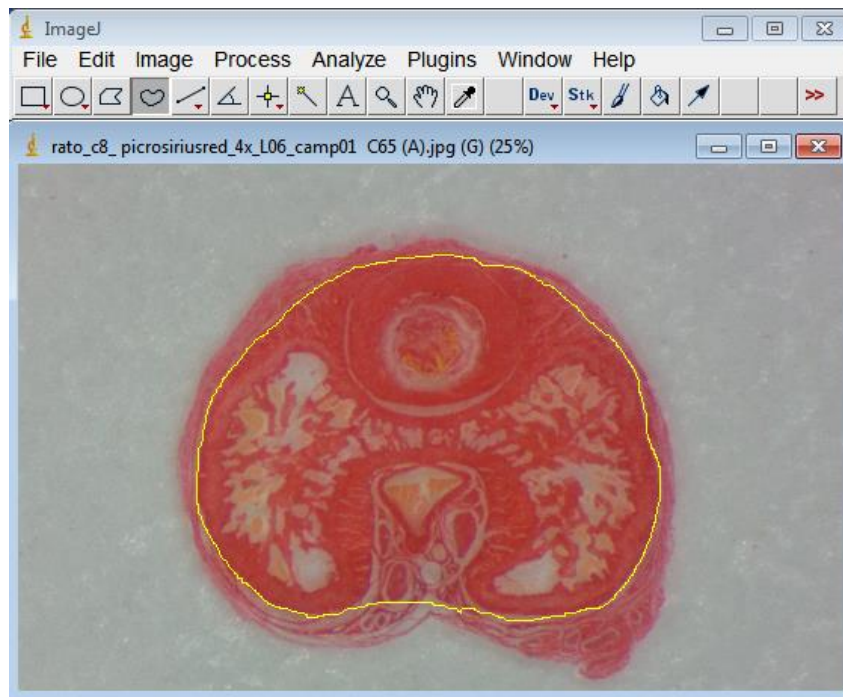 ImageJ
File Edit Image Process Analyze Plugins Window Help
A Dev Stk >>
rato_c8_ picrosiriusred_4x_L06_camp01 C65 (A).jpg (G) (25%)